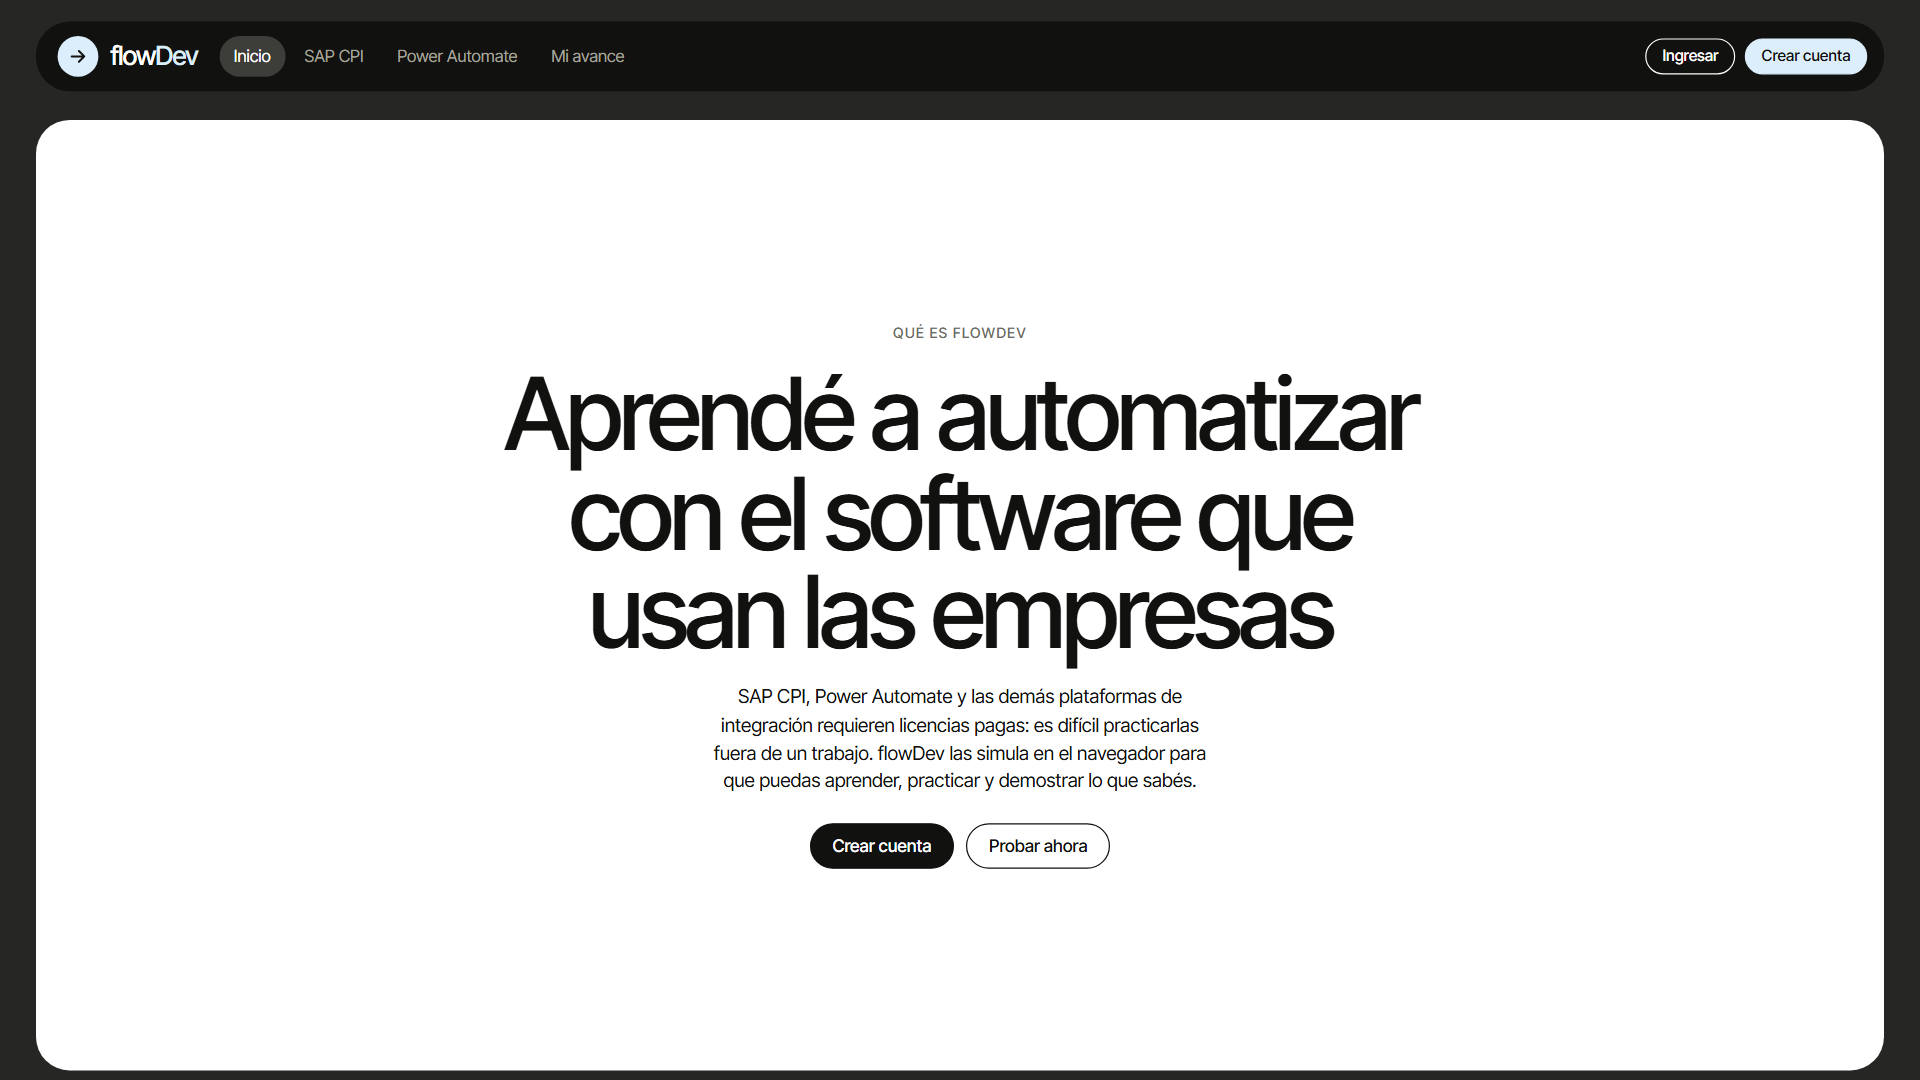 flowDev
Inicio
SAP CPI
Power Automate
Mi avance
Ingresar
Crear cuenta
QUÉ ES FLOWDEV
Aprendé a automatizar
con el software que
usan las empresas
SAP CPI, Power Automate y las demás plataformas de
integración requieren licencias pagas: es difícil practicarlas
fuera de un trabajo. flowDev las simula en el navegador para
que puedas aprender, practicar y demostrar lo que sabés.
Crear cuenta
Probar ahora